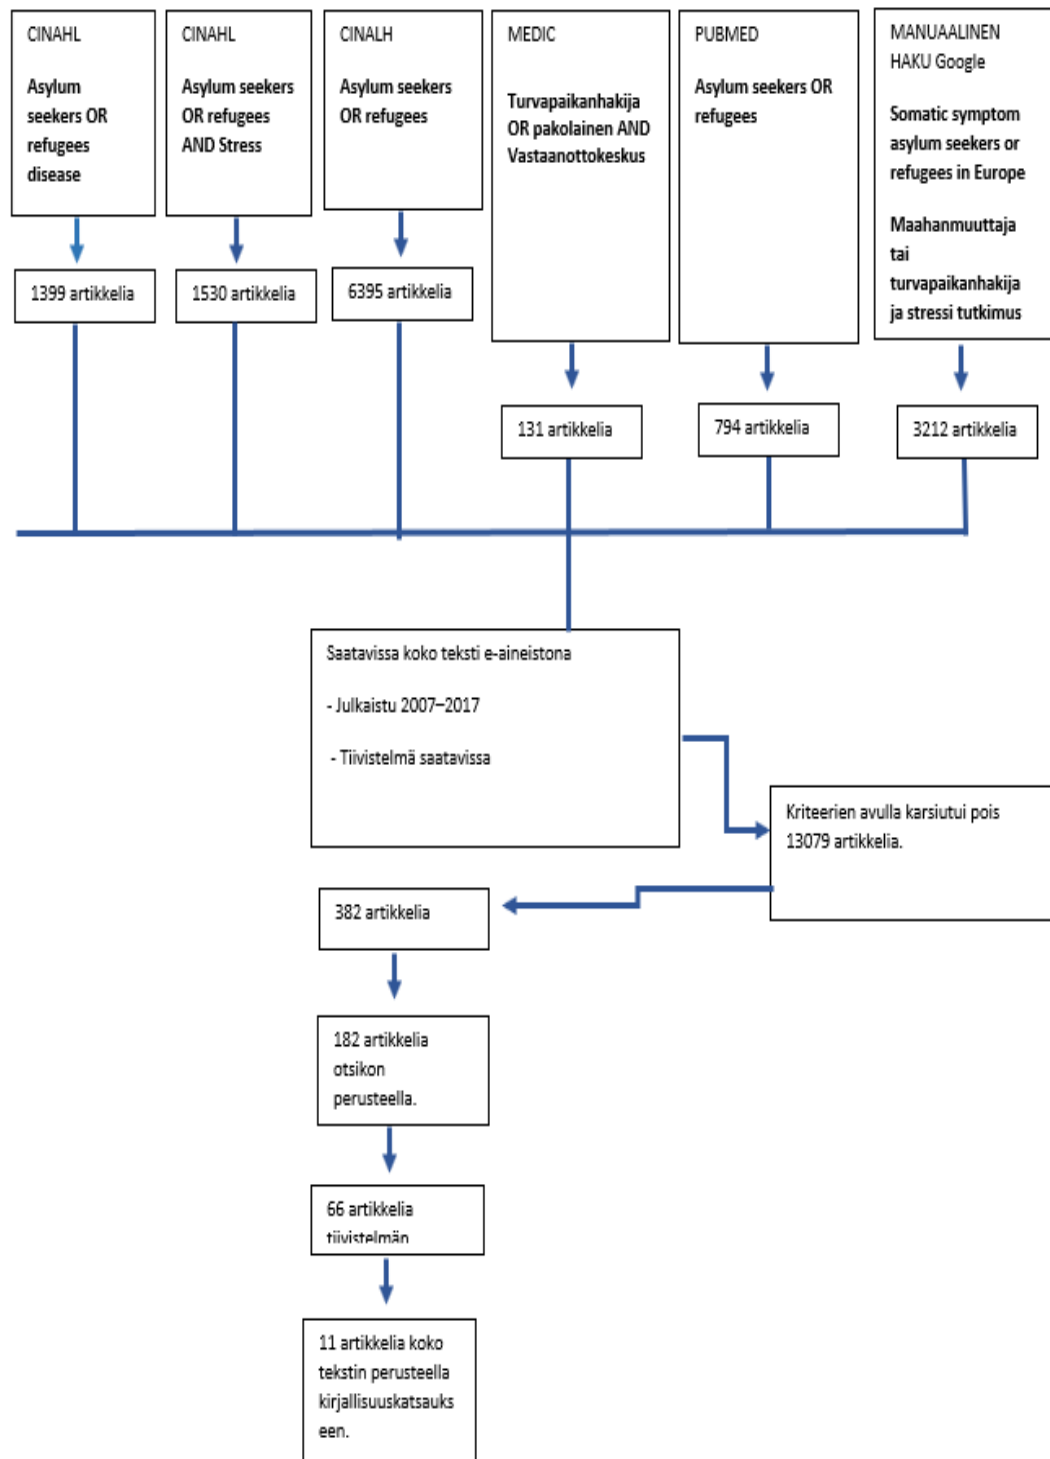 CINAHL
Asylum
seekers OR
refugees
disease
CINAHL
Asylum seekers
OR refugees
AND Stress
CINALH
Asylum seekers
OR refugees
MEDIC
Turvapaikanhakija
OR pakolainen AND
Vastaanottokeskus
PUBMED
Asylum seekers OR
refugees
MANUAALINEN
HAKU Google
Somatic symptom
asylum seekers or
refugees in Europe
Maahanmuuttaja
tai
turvapaikanhakija
ja stressi tutkimus
1399 artikkelia
1530 artikkelia
6395 artikkelia
131 artikkelia
794 artikkelia
3212 artikkelia
Saatavissa koko teksti e-aineistona
- Julkaistu 2007–2017
- Tiivistelmä saatavissa
Kriteerien avulla karsiutui pois
13079 artikkelia.
382 artikkelia
182 artikkelia
otsikon
perusteella.
66 artikkelia
tiivistelmän
11 artikkelia koko
tekstin perusteella
kirjallisuuskatsauks
een.